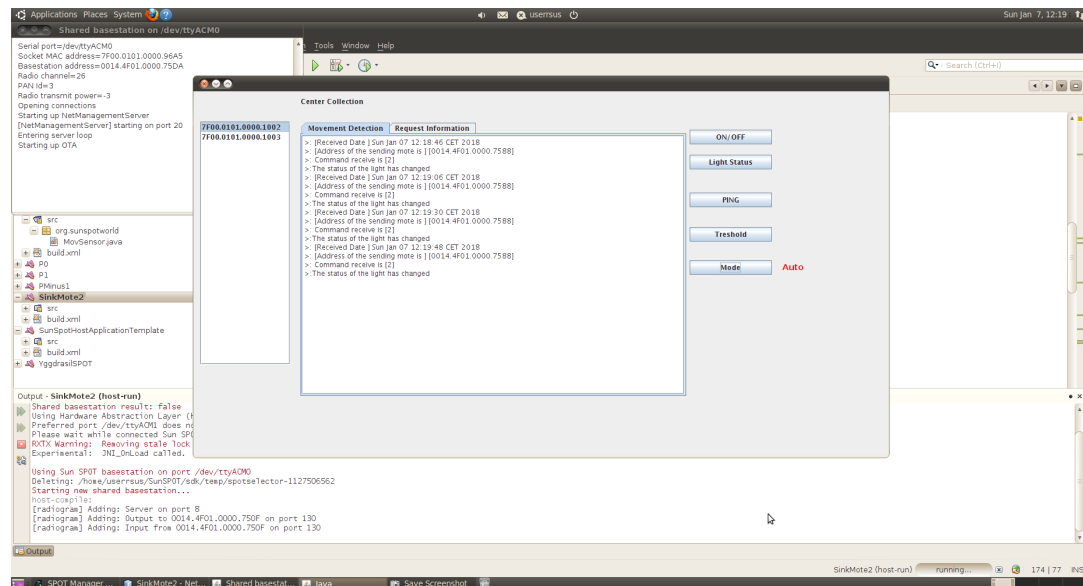 Applications Places System
userrsus
Sun Jan 7, 12:19
Shared basestation on /dev/ttyACM0
Serial port=/dev/ttyACM0
Socket MAC address=7F00.0101.0000.96A5
Basestation address=0014.4F01.0000.75DA
Radio channel=26
PAN Id=3
Radio transmit power=-3
Opening connections
Starting up NetManagementServer
[NetManagementServer] starting on port 20
Entering server loop
Starting up OTA
Tools Window Help
Search (Ctrl+I)
Center Collection
7F00.0101.0000.1002
7F00.0101.0000.1003
Movement Detection Request Information
>: [Received Date ] Sun Jan 07 12:18:46 CET 2018
>: [Address of the sending mote is ] [0014.4F01.0000.7588]
>: Command receive is [2]
>:The status of the light has changed
>: [Received Date ] Sun Jan 07 12:19:06 CET 2018
>: [Address of the sending mote is ] [0014.4F01.0000.7588]
>: Command receive is [2]
>:The status of the light has changed
>: [Received Date ] Sun Jan 07 12:19:30 CET 2018
>: [Address of the sending mote is ] [0014.4F01.0000.7588]
>: Command receive is [2]
>:The status of the light has changed
>: [Received Date ] Sun Jan 07 12:19:48 CET 2018
>: [Address of the sending mote is ] [0014.4F01.0000.7588]
>: Command receive is [2]
>:The status of the light has changed
ON/OFF
Light Status
PING
Treshold
Mode Auto
src
org.sunspotworld
MovSensor.java
build.xml
P0
P1
PMinus1
SinkMote2
src
build.xml
SunSpotHostApplicationTemplate
src
build.xml
YggdrasilSPOT
Output - SinkMote2 (host-run)
Shared basestation result: false
Using Hardware Abstraction Layer
Preferred port /dev/ttyACM1 does
Please wait while connected Sun
RXTX Warning: Removing stale lock
Experimental: JNI_OnLoad called.
Using Sun SPOT basestation on port /dev/ttyACM0
Deleting: /home/userrsus/SunSPOT/sdk/temp/spotselector-1127506562
Starting new shared basestation...
host-compile:
[radiogram] Adding: Server on port 8
[radiogram] Adding: Output to 0014.4F01.0000.750F on port 130
[radiogram] Adding: Input from 0014.4F01.0000.750F on port 130
Output
SinkMote2 (host-run) running... 174 | 77 INS
SPOT Manager ... SinkMote2 - Net... Shared basestat... Java Save Screenshot